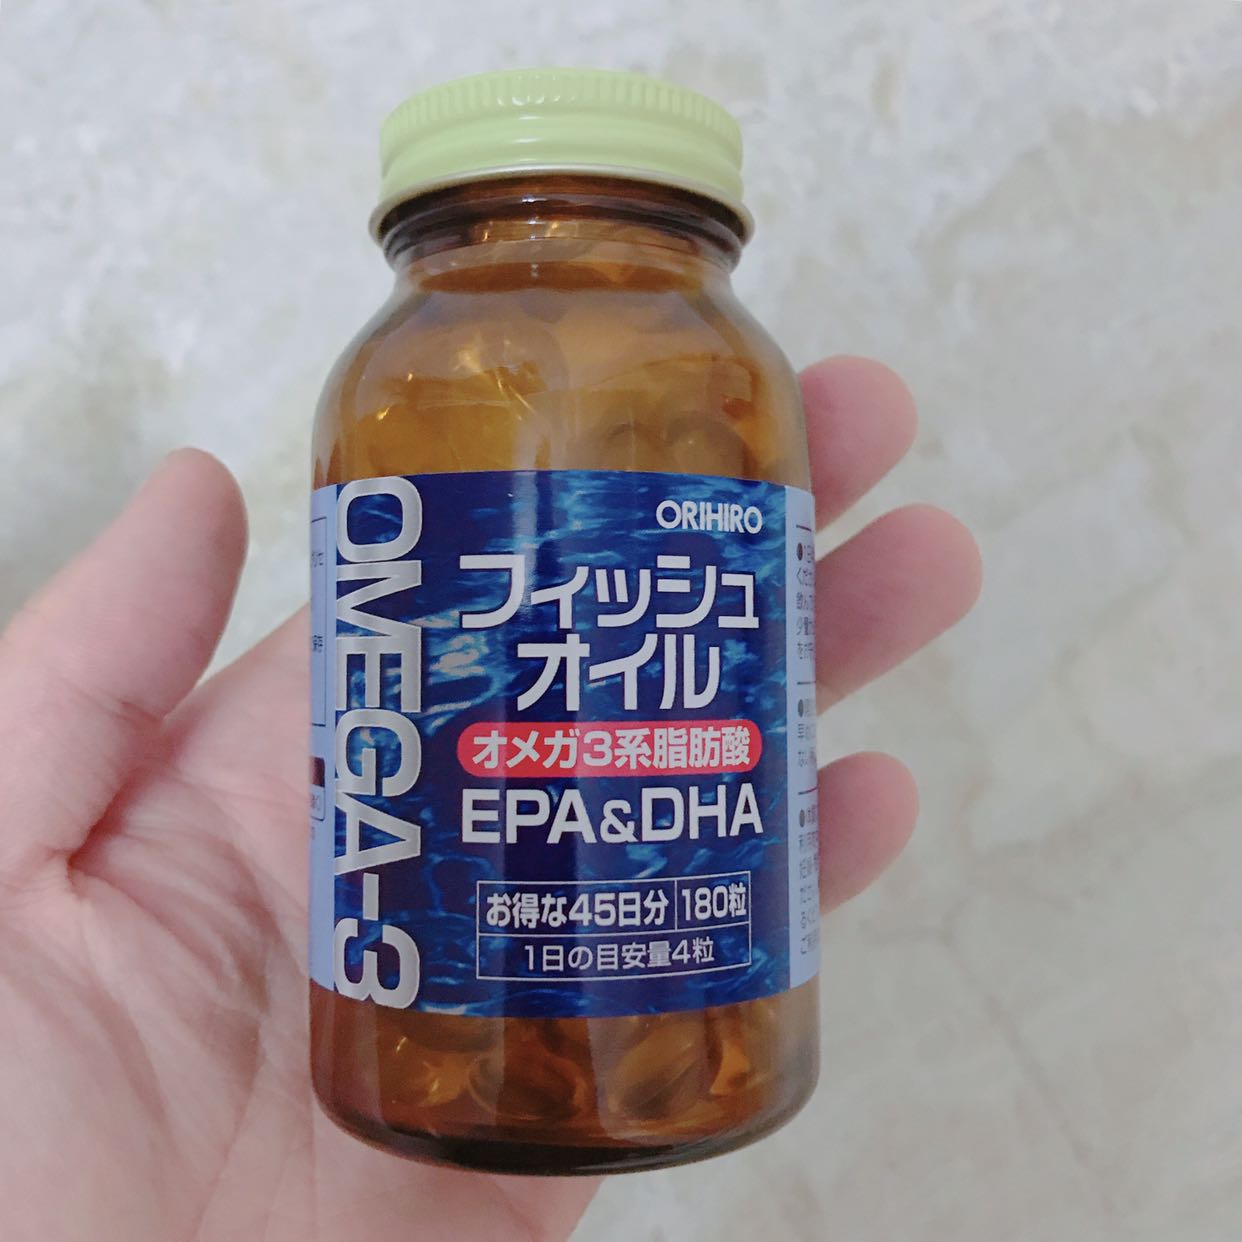 OMEGA-3
ORIHIRO
フィッシュ
オイル
オメガ3系脂肪酸
EPA&DHA
お得な45日分 180粒
1日の目安量4粒